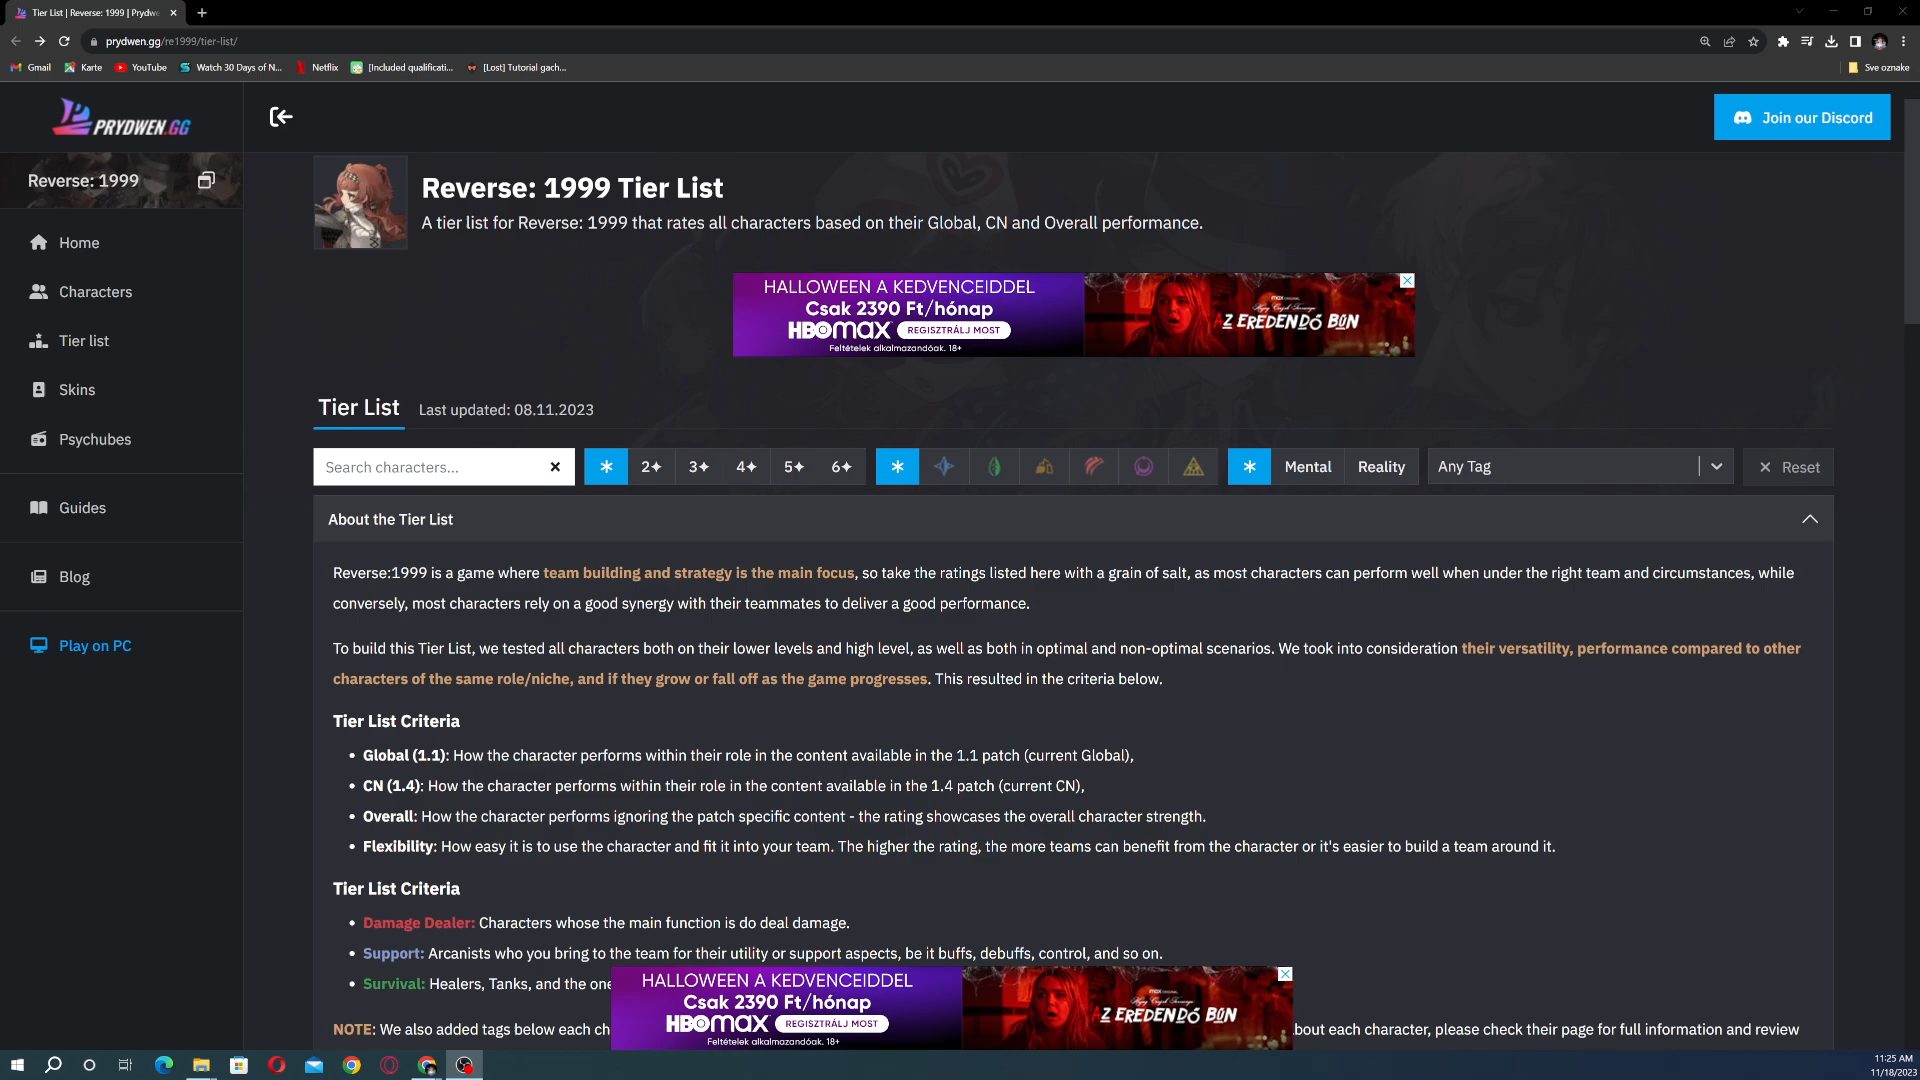 Tier List | Reverse: 1999 | Prydwe
prydwen.gg/re1999/tier-list/
Gmail
Karte
YouTube
Watch 30 Days of N...
Netflix
[Included qualificati...
[Lost] Tutorial gach...
Sve oznake
PRYDWEN.GG
Join our Discord
Reverse: 1999
Home
Characters
Tier list
Skins
Psychubes
Guides
Blog
Play on PC
Reverse: 1999 Tier List
A tier list for Reverse: 1999 that rates all characters based on their Global, CN and Overall performance.
HALLOWEEN A KEDVENCEIDDEL
Csak 2390 Ft/hónap
HBOMAX REGISZTRÁLJ MOST
Feltételek alkalmazandóak. 18+
Z EREDENDŐ BŰN
Tier List
Last updated: 08.11.2023
Search characters...
2✦ 3✦ 4✦ 5✦ 6✦
Mental
Reality
Any Tag
Reset
About the Tier List
Reverse:1999 is a game where team building and strategy is the main focus, so take the ratings listed here with a grain of salt, as most characters can perform well when under the right team and circumstances, while
conversely, most characters rely on a good synergy with their teammates to deliver a good performance.
To build this Tier List, we tested all characters both on their lower levels and high level, as well as both in optimal and non-optimal scenarios. We took into consideration their versatility, performance compared to other
characters of the same role/niche, and if they grow or fall off as the game progresses. This resulted in the criteria below.
Tier List Criteria
• Global (1.1): How the character performs within their role in the content available in the 1.1 patch (current Global),
• CN (1.4): How the character performs within their role in the content available in the 1.4 patch (current CN),
• Overall: How the character performs ignoring the patch specific content - the rating showcases the overall character strength.
• Flexibility: How easy it is to use the character and fit it into your team. The higher the rating, the more teams can benefit from the character or it's easier to build a team around it.
Tier List Criteria
• Damage Dealer: Characters whose the main function is do deal damage.
• Support: Arcanists who you bring to the team for their utility or support aspects, be it buffs, debuffs, control, and so on.
• Survival: Healers, Tanks, and the one
HALLOWEEN A KEDVENCEIDDEL
Csak 2390 Ft/hónap
HBOMAX REGISZTRÁLJ MOST
Feltételek alkalmazandóak. 18+
Z EREDENDŐ BŰN
NOTE: We also added tags below each ch
bout each character, please check their page for full information and review
11:25 AM
11/18/2023